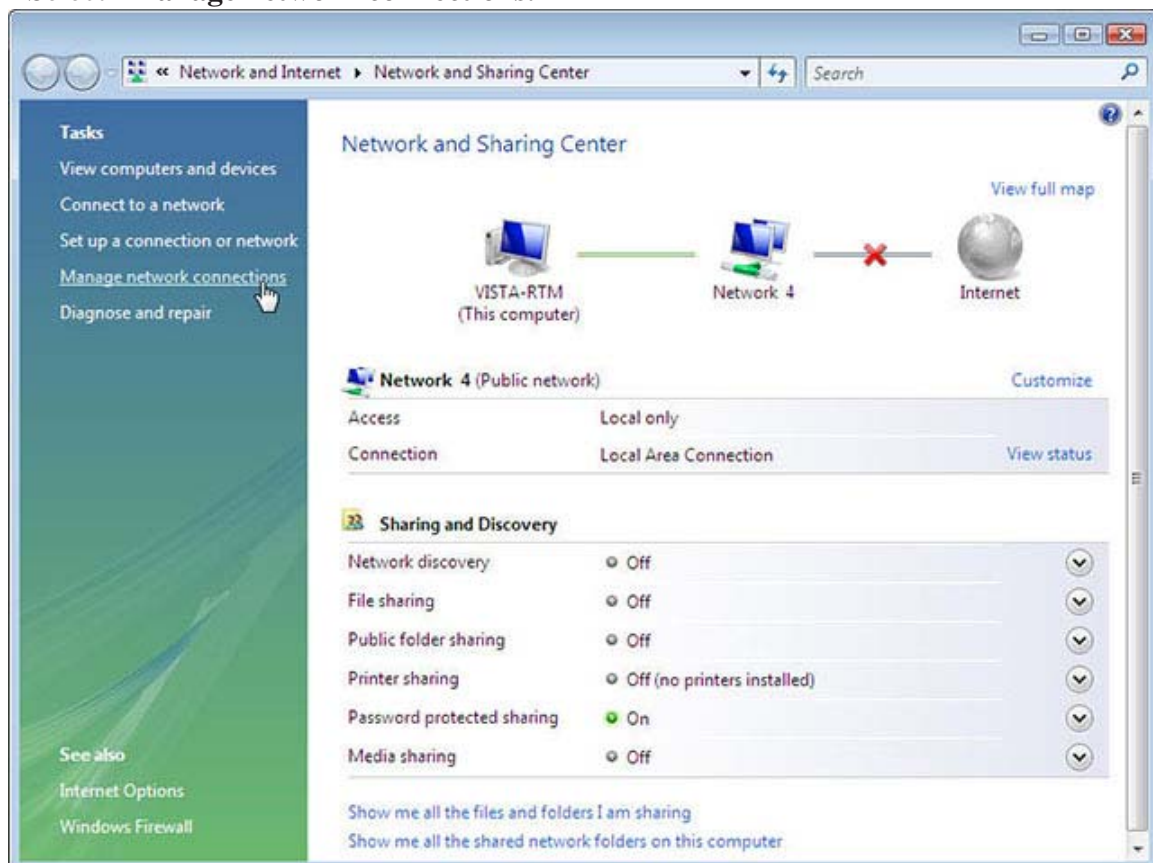 « Network and Internet ▸ Network and Sharing Center
Search
Tasks
View computers and devices
Connect to a network
Set up a connection or network
Manage network connections
Diagnose and repair
See also
Internet Options
Windows Firewall
Network and Sharing Center
View full map
VISTA-RTM
(This computer)
Network 4
Internet
Network 4 (Public network)
Customize
Access
Local only
Connection
Local Area Connection
View status
Sharing and Discovery
Network discovery
Off
File sharing
Off
Public folder sharing
Off
Printer sharing
Off (no printers installed)
Password protected sharing
On
Media sharing
Off
Show me all the files and folders I am sharing
Show me all the shared network folders on this computer